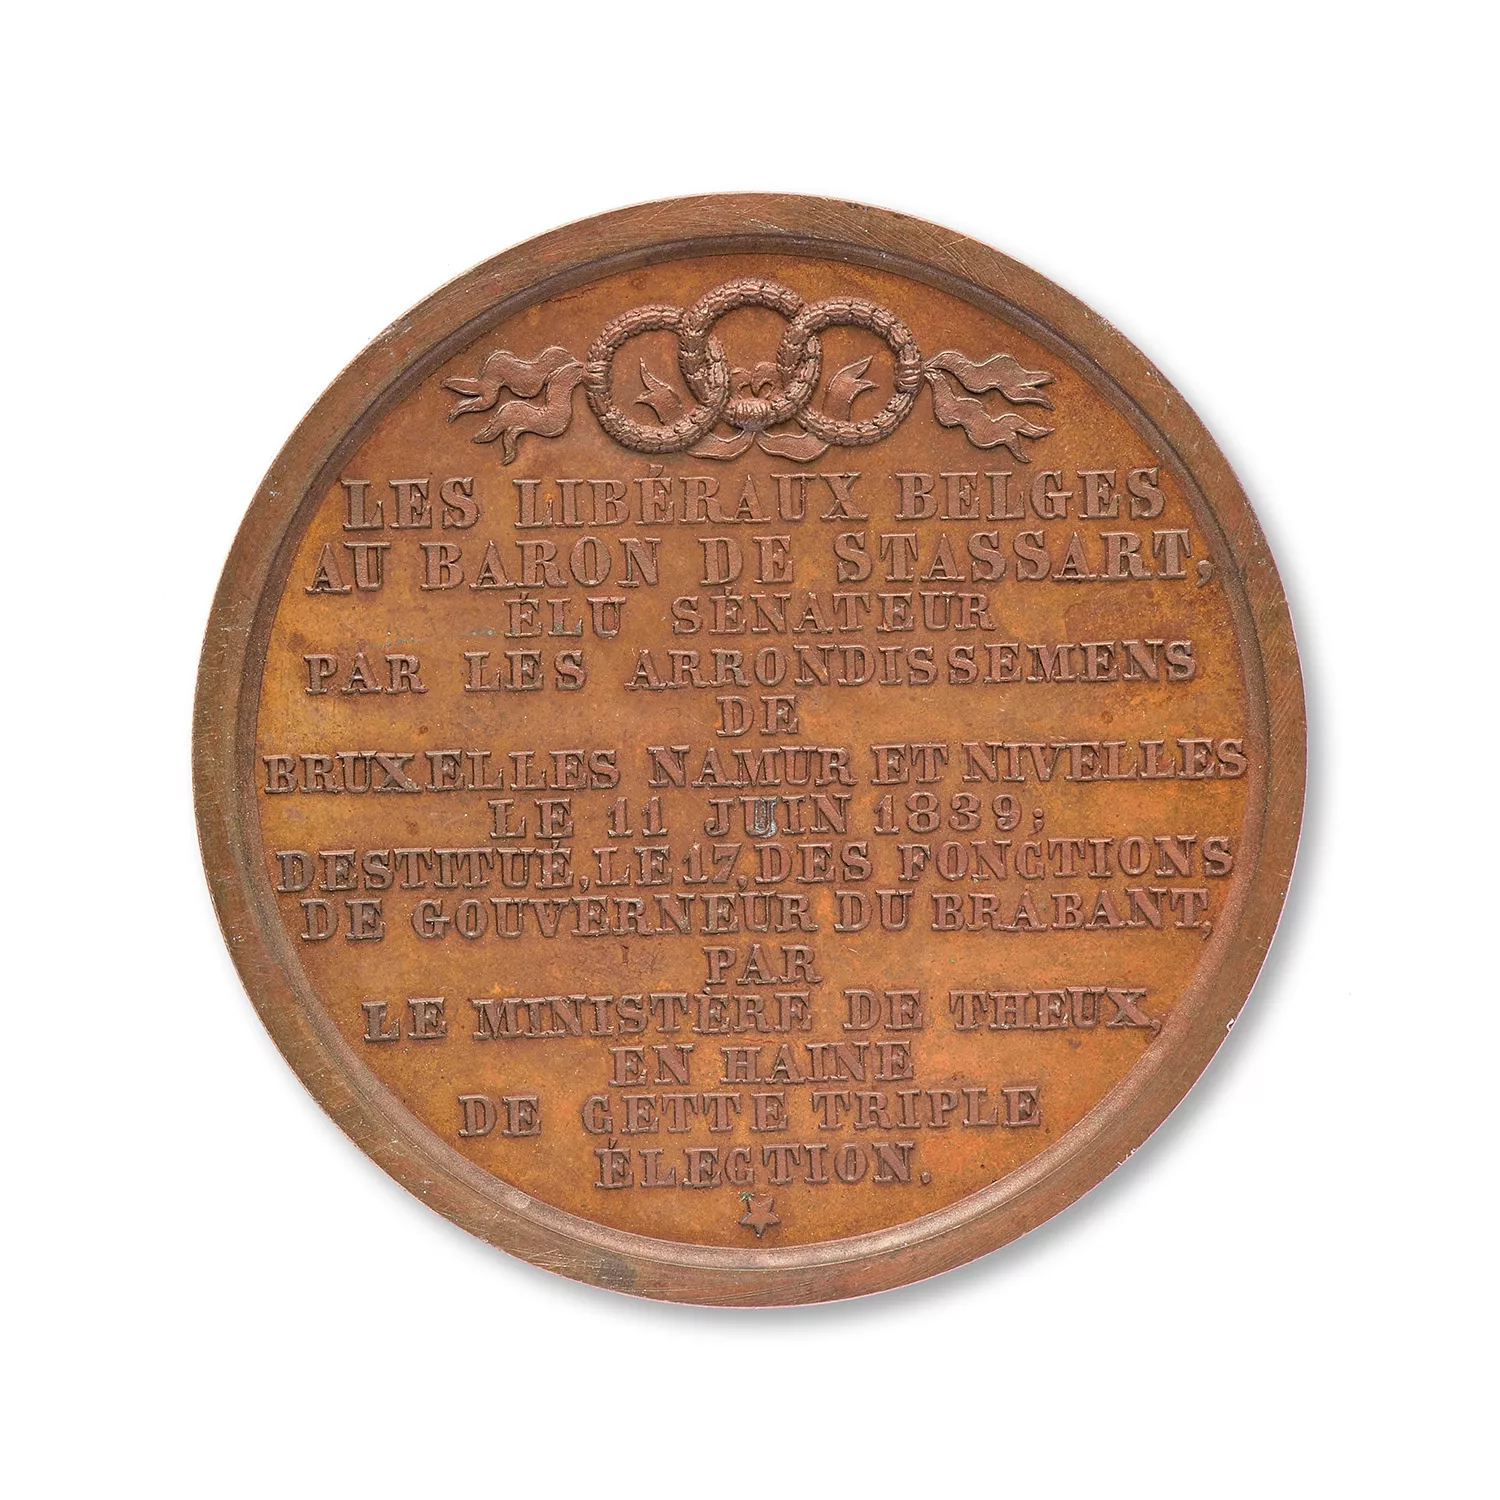 LES LIBÉRAUX BELGES
AU BARON DE STASSART,
ÉLU SÉNATEUR
PAR LES ARRONDISSEMENS
DE
BRUXELLES NAMUR ET NIVELLES
LE 11 JUIN 1839;
DESTITUÉ, LE 17, DES FONCTIONS
DE GOUVERNEUR DU BRABANT,
PAR
LE MINISTÈRE DE THEUX,
EN HAINE
DE CETTE TRIPLE
ÉLECTION.